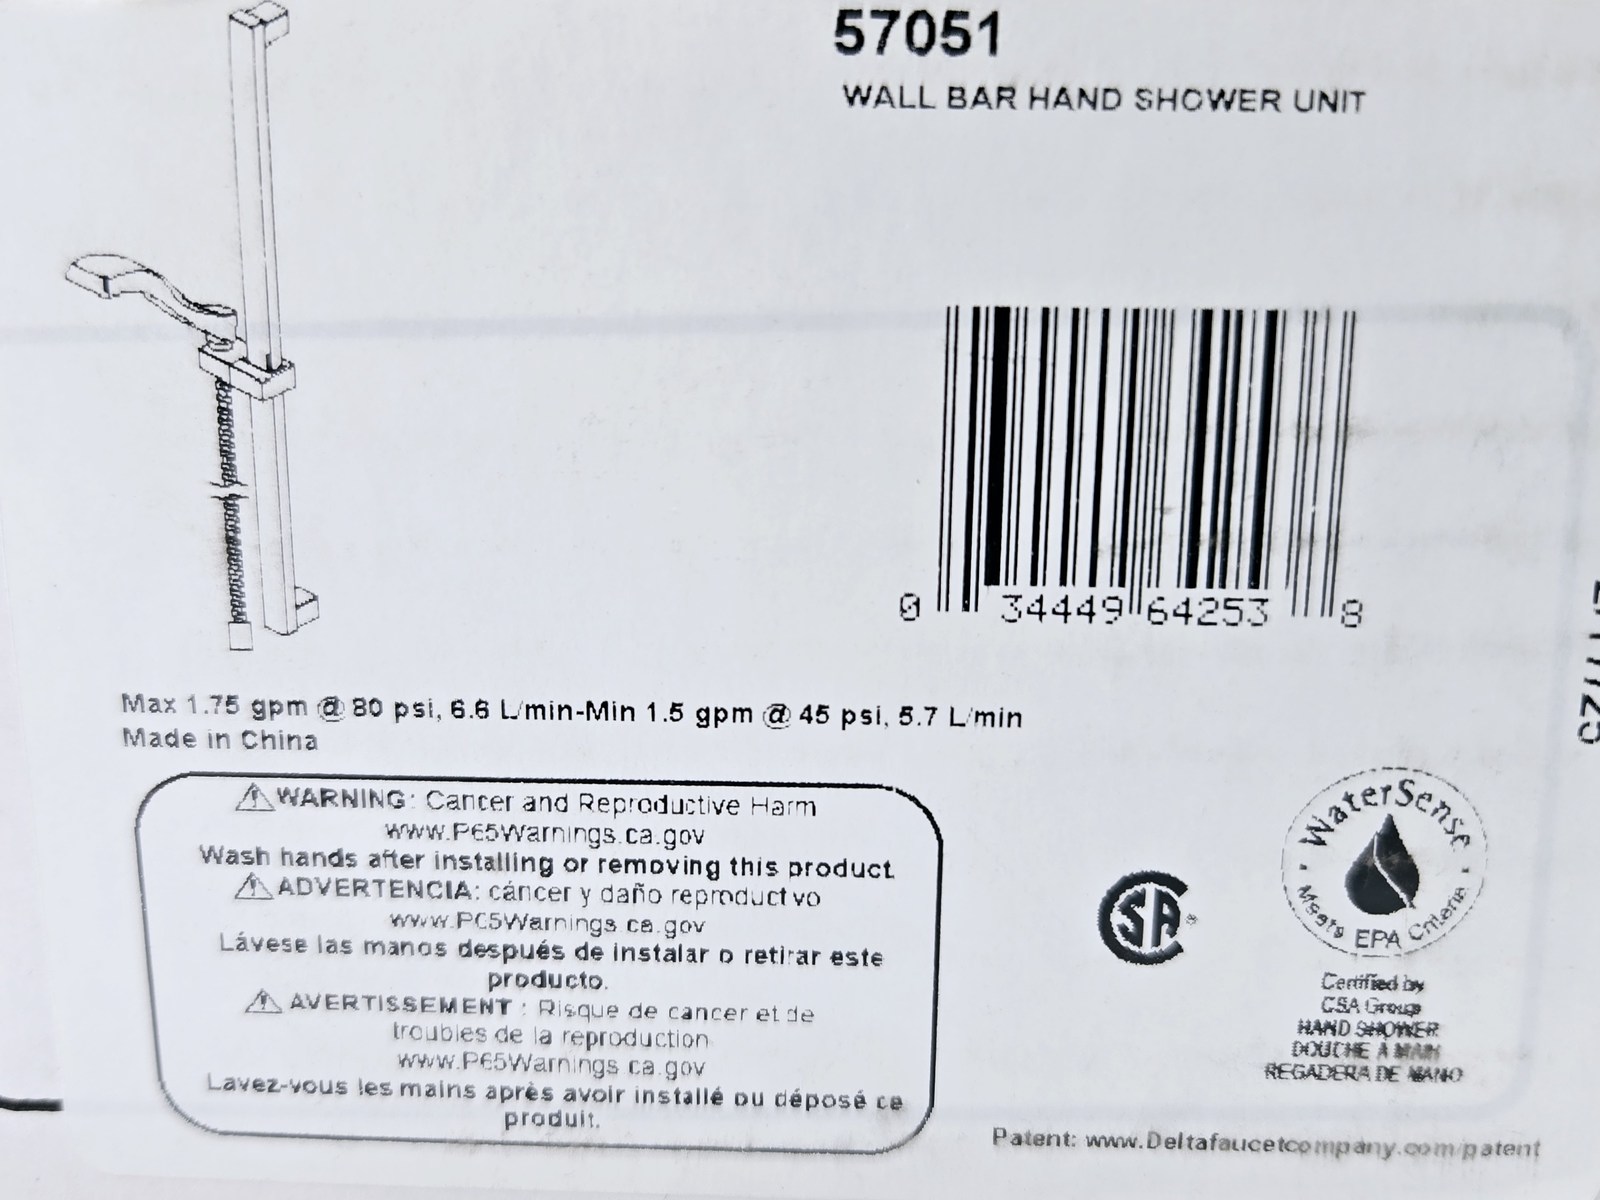 57051
WALL BAR HAND SHOWER UNIT
0 34449 64253 8
Max 1.75 gpm @ 80 psi, 6.6 L/min-Min 1.5 gpm @ 45 psi, 5.7 L/min
Made in China
WARNING: Cancer and Reproductive Harm
www.P65Warnings.ca.gov
Wash hands after installing or removing this product.
ADVERTENCIA: cáncer y daño reproductivo
www.P65Warnings.ca.gov
Lávese las manos después de instalar o retirar este
producto.
AVERTISSEMENT : Risque de cancer et de
troubles de la reproduction
www.P65Warnings.ca.gov
Lavez-vous les mains après avoir installé ou déposé ce
produit.
CSA®
WaterSense
Meets EPA Criteria
Certified by
CSA Group
HAND SHOWER
DOUCHE À MAIN
REGADERA DE MANO
Patent: www.Deltafaucetcompany.com/patent